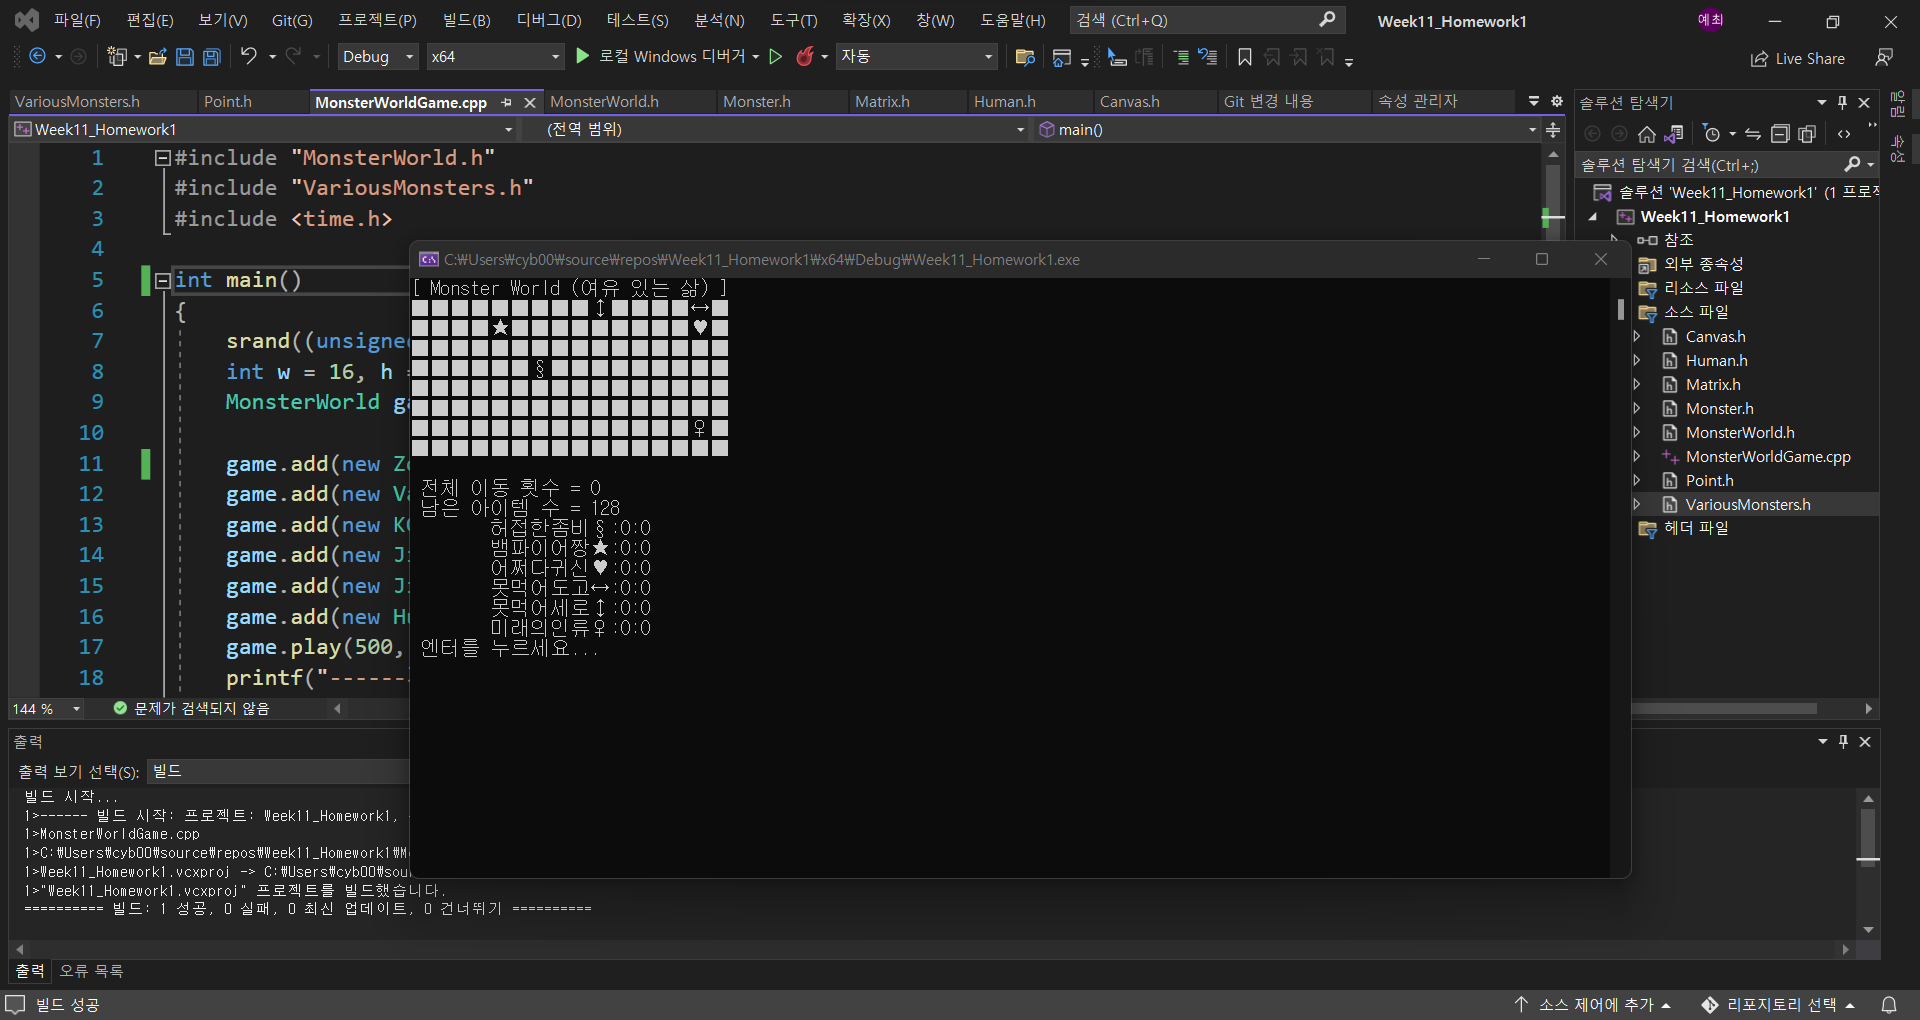 파일(F) 편집(E) 보기(V) Git(G) 프로젝트(P) 빌드(B) 디버그(D) 테스트(S) 분석(N) 도구(T) 확장(X) 창(W) 도움말(H) 검색 (Ctrl+Q) Week11_Homework1 예최
Debug x64 로컬 Windows 디버거 자동 Live Share
VariousMonsters.h Point.h MonsterWorldGame.cpp MonsterWorld.h Monster.h Matrix.h Human.h Canvas.h Git 변경 내용 속성 관리자
Week11_Homework1 (전역 범위) main()
1 #include "MonsterWorld.h"
2 #include "VariousMonsters.h"
3 #include <time.h>
4
5 int main()
6 {
7 srand((unsigne
8 int w = 16, h
9 MonsterWorld ga
10
11 game.add(new Zo
12 game.add(new Va
13 game.add(new KG
14 game.add(new Ji
15 game.add(new Ji
16 game.add(new Hu
17 game.play(500,
18 printf("------
144 % 문제가 검색되지 않음
C:\Users\cyb00\source\repos\Week11_Homework1\x64\Debug\Week11_Homework1.exe
[ Monster World (여유 있는 삶) ]
■■■■■■■■■↕■■■■↔■
■■■■★■■■■■■■■■♥■
■■■■■■■■■■■■■■■■
■■■■■■§■■■■■■■■■
■■■■■■■■■■■■■■■■
■■■■■■■■■■■■■■■■
■■■■■■■■■■■■■■♀■
■■■■■■■■■■■■■■■■
전체 이동 횟수 = 0
남은 아이템 수 = 128
허접한좀비§:0:0
뱀파이어짱★:0:0
어쩌다귀신♥:0:0
못먹어도고↔:0:0
못먹어세로↕:0:0
미래의인류♀:0:0
엔터를 누르세요...
솔루션 탐색기
솔루션 탐색기 검색(Ctrl+;)
솔루션 'Week11_Homework1' (1 프로젝
Week11_Homework1
참조
외부 종속성
리소스 파일
소스 파일
Canvas.h
Human.h
Matrix.h
Monster.h
MonsterWorld.h
MonsterWorldGame.cpp
Point.h
VariousMonsters.h
헤더 파일
알림
속성
출력
출력 보기 선택(S): 빌드
빌드 시작...
1>------ 빌드 시작: 프로젝트: Week11_Homework1,
1>MonsterWorldGame.cpp
1>C:\Users\cyb00\source\repos\Week11_Homework1\M
1>Week11_Homework1.vcxproj -> C:\Users\cyb00\sou
1>"Week11_Homework1.vcxproj" 프로젝트를 빌드했습니다.
========== 빌드: 1 성공, 0 실패, 0 최신 업데이트, 0 건너뛰기 ==========
출력 오류 목록
빌드 성공 소스 제어에 추가 리포지토리 선택